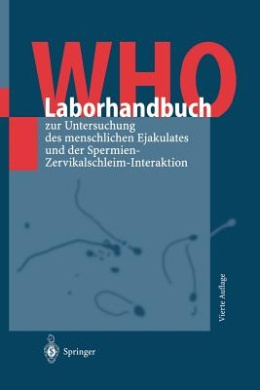 WHO
Laborhandbuch
zur Untersuchung
des menschlichen Ejakulates
und der Spermien-
Zervikalschleim-Interaktion
Vierte Auflage
Springer